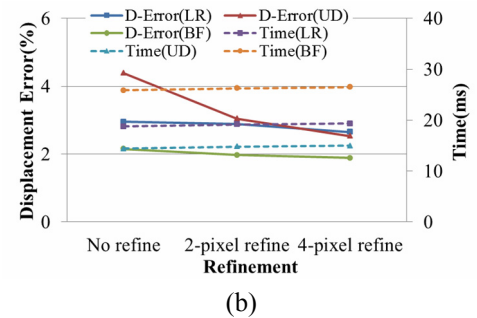 D-Error(LR) D-Error(UD)
D-Error(BF) Time(LR)
Time(UD) Time(BF)
Displacement Error(%)
6
4
2
0
Time(ms)
40
30
20
10
0
No refine 2-pixel refine 4-pixel refine
Refinement
(b)